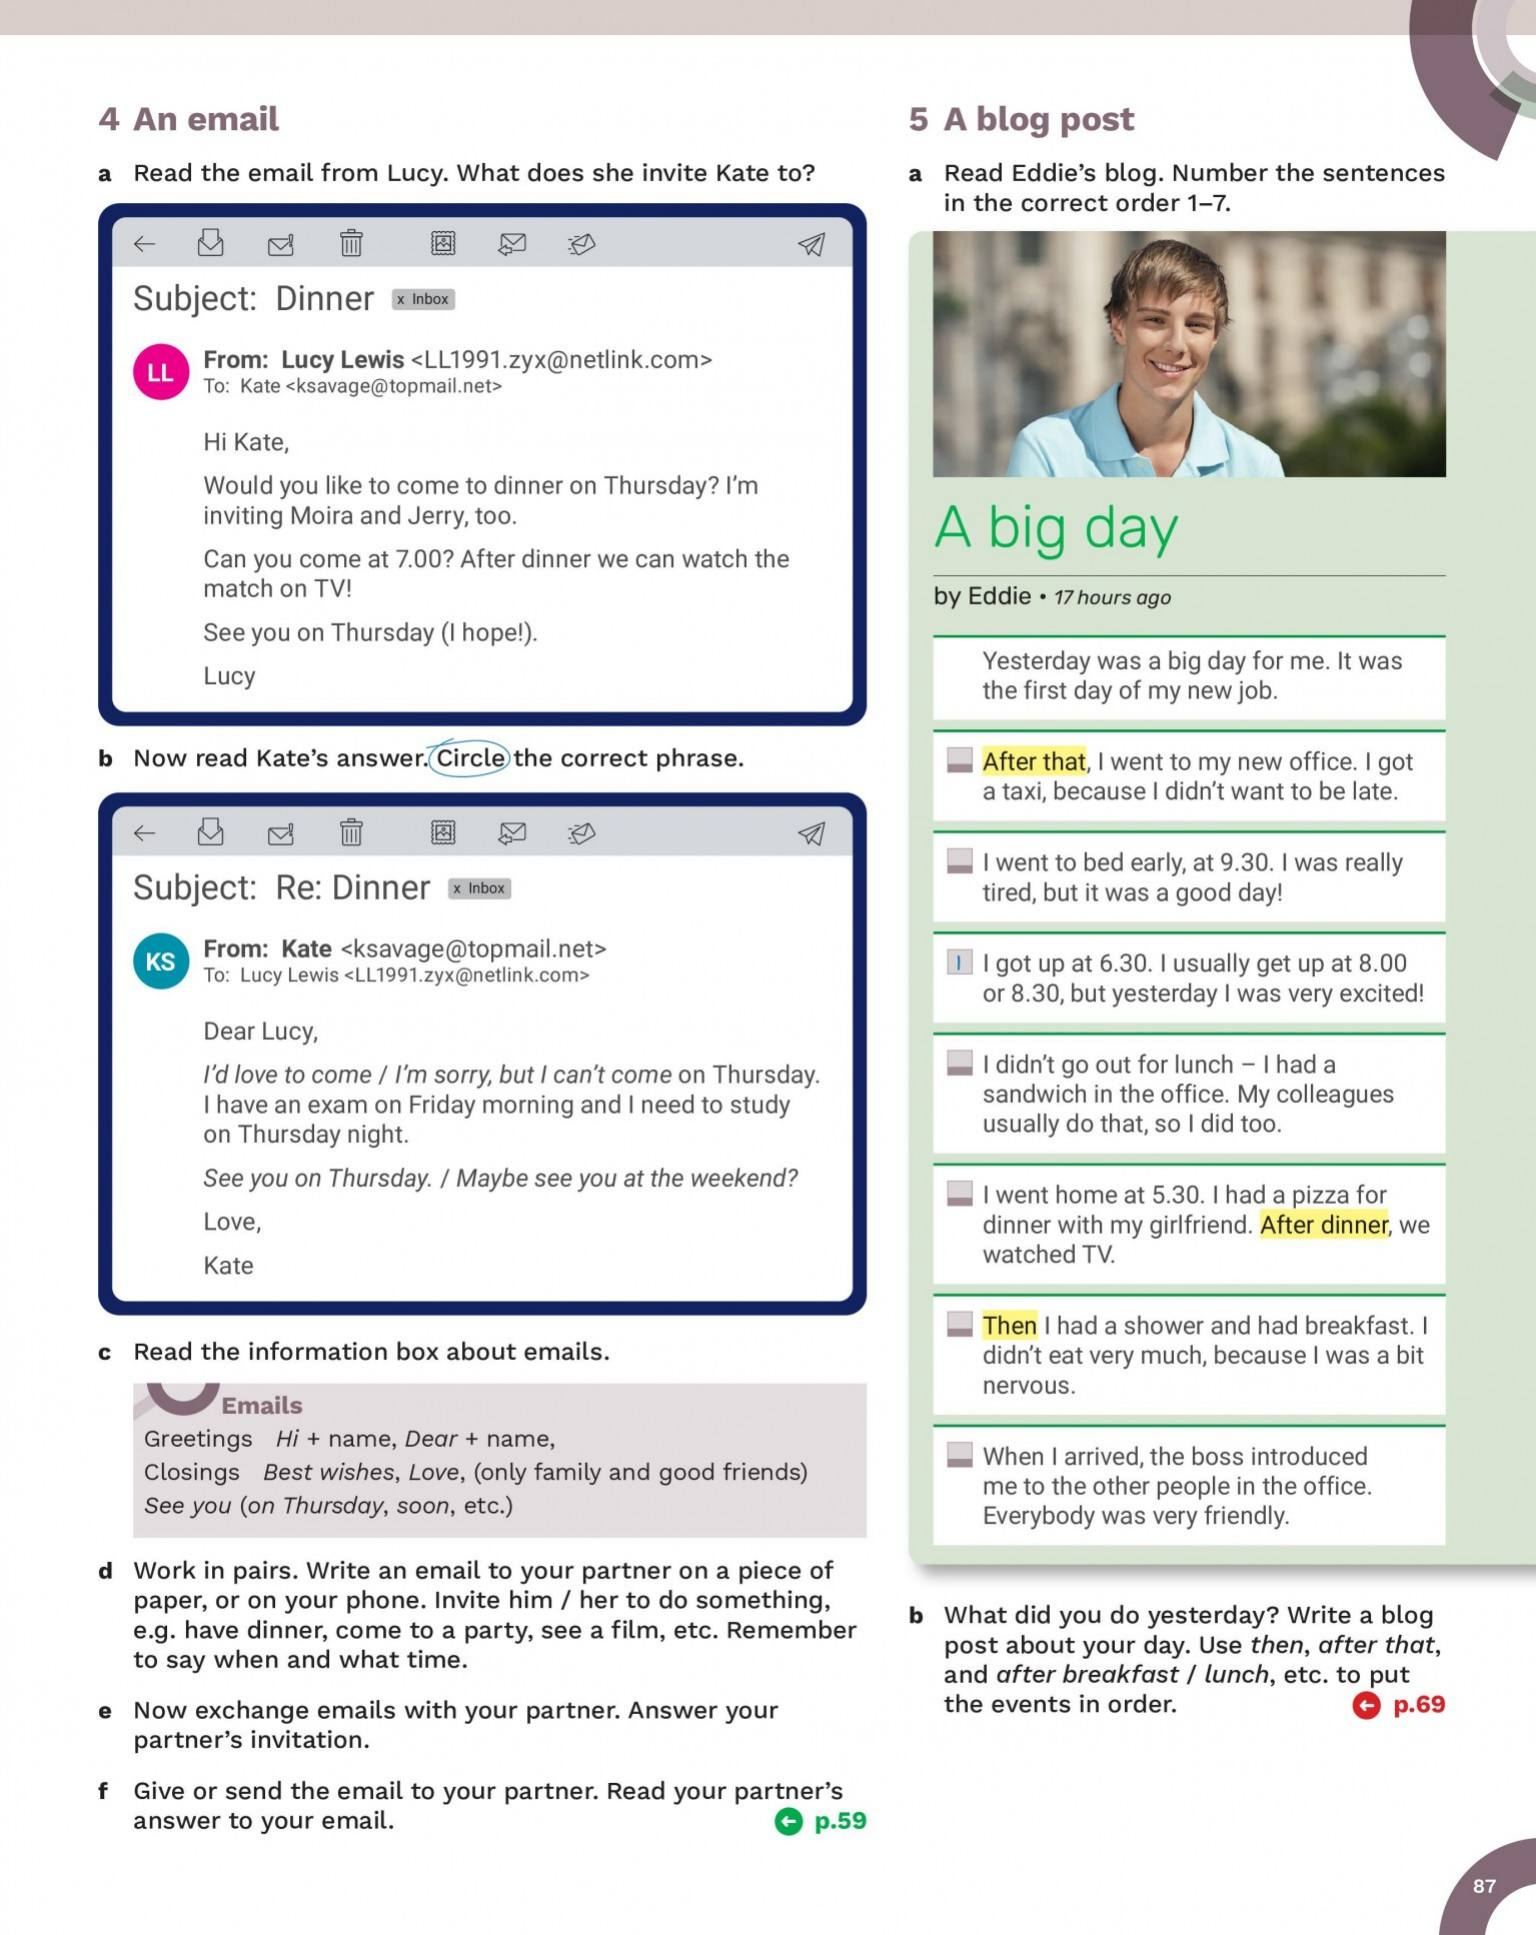 4 An email
a Read the email from Lucy. What does she invite Kate to?
Subject: Dinner x Inbox
LL
From: Lucy Lewis <LL1991.zyx@netlink.com>
To: Kate <ksavage@topmail.net>
Hi Kate,
Would you like to come to dinner on Thursday? I'm
inviting Moira and Jerry, too.
Can you come at 7.00? After dinner we can watch the
match on TV!
See you on Thursday (I hope!).
Lucy
b Now read Kate's answer. Circle the correct phrase.
Subject: Re: Dinner x Inbox
KS
From: Kate <ksavage@topmail.net>
To: Lucy Lewis <LL1991.zyx@netlink.com>
Dear Lucy,
I'd love to come / I'm sorry, but I can't come on Thursday.
I have an exam on Friday morning and I need to study
on Thursday night.
See you on Thursday. / Maybe see you at the weekend?
Love,
Kate
c Read the information box about emails.
Emails
Greetings Hi + name, Dear + name,
Closings Best wishes, Love, (only family and good friends)
See you (on Thursday, soon, etc.)
d Work in pairs. Write an email to your partner on a piece of
paper, or on your phone. Invite him / her to do something,
e.g. have dinner, come to a party, see a film, etc. Remember
to say when and what time.
e Now exchange emails with your partner. Answer your
partner's invitation.
f Give or send the email to your partner. Read your partner's
answer to your email. p.59
5 A blog post
a Read Eddie's blog. Number the sentences
in the correct order 1–7.
A big day
by Eddie • 17 hours ago
Yesterday was a big day for me. It was
the first day of my new job.
After that, I went to my new office. I got
a taxi, because I didn't want to be late.
I went to bed early, at 9.30. I was really
tired, but it was a good day!
1 I got up at 6.30. I usually get up at 8.00
or 8.30, but yesterday I was very excited!
I didn't go out for lunch – I had a
sandwich in the office. My colleagues
usually do that, so I did too.
I went home at 5.30. I had a pizza for
dinner with my girlfriend. After dinner, we
watched TV.
Then I had a shower and had breakfast. I
didn't eat very much, because I was a bit
nervous.
When I arrived, the boss introduced
me to the other people in the office.
Everybody was very friendly.
b What did you do yesterday? Write a blog
post about your day. Use then, after that,
and after breakfast / lunch, etc. to put
the events in order. p.69
87